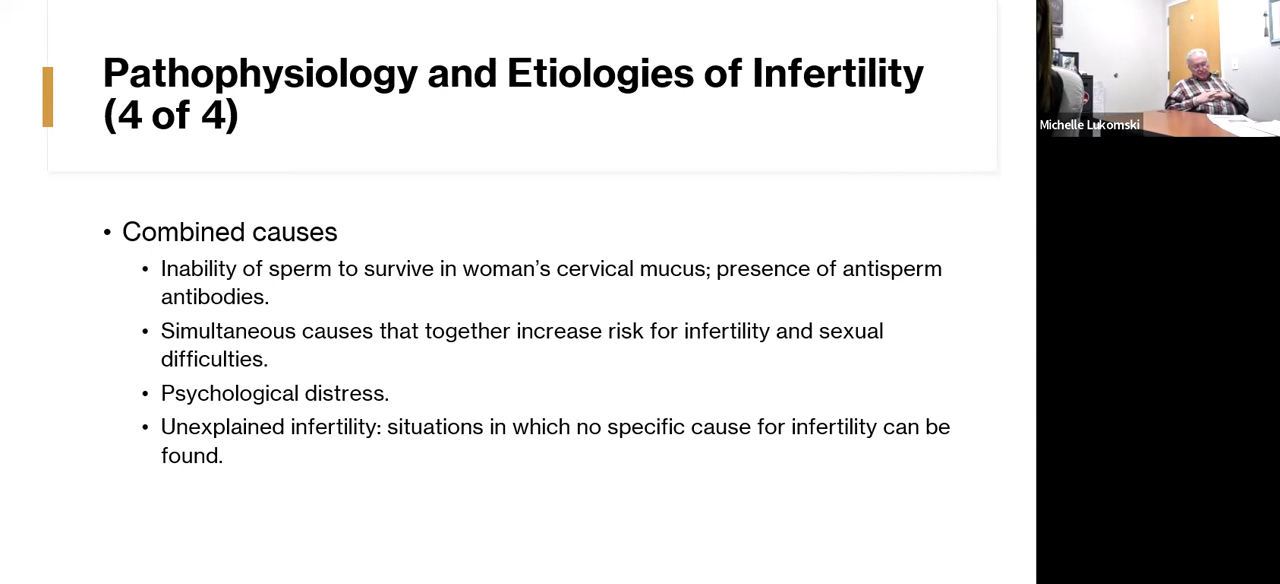 Pathophysiology and Etiologies of Infertility
(4 of 4)
• Combined causes
• Inability of sperm to survive in woman’s cervical mucus; presence of antisperm
antibodies.
• Simultaneous causes that together increase risk for infertility and sexual
difficulties.
• Psychological distress.
• Unexplained infertility: situations in which no specific cause for infertility can be
found.
Michelle Lukomski